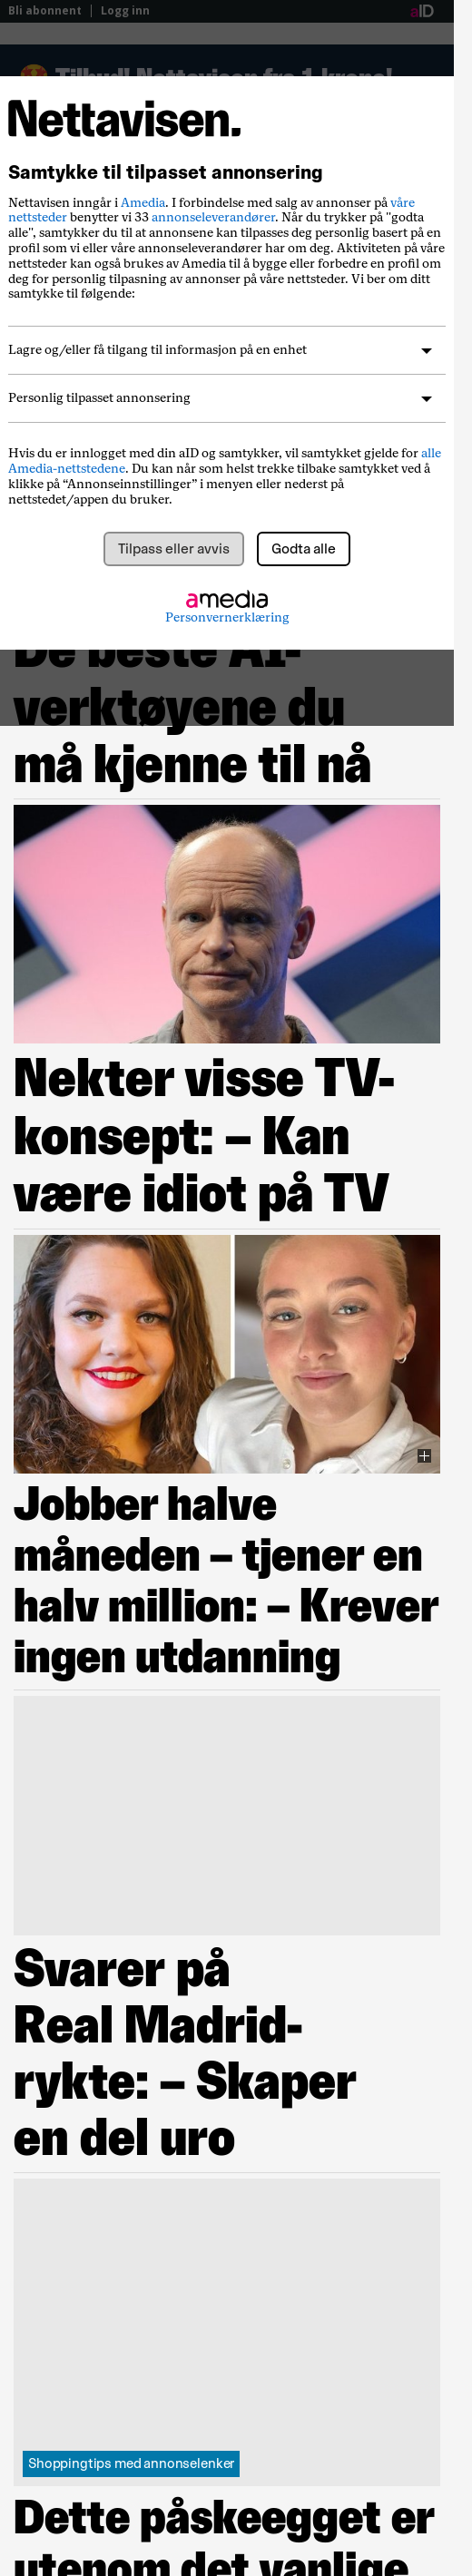 Bli abonnent | Logg inn
aID
Tilbud! Nettavisen fra 1 krone!
Nettavisen.
Samtykke til tilpasset annonsering
Nettavisen inngår i Amedia. I forbindelse med salg av annonser på våre
nettsteder benytter vi 33 annonseleverandører. Når du trykker på "godta
alle", samtykker du til at annonsene kan tilpasses deg personlig basert på en
profil som vi eller våre annonseleverandører har om deg. Aktiviteten på våre
nettsteder kan også brukes av Amedia til å bygge eller forbedre en profil om
deg for personlig tilpasning av annonser på våre nettsteder. Vi ber om ditt
samtykke til følgende:
Lagre og/eller få tilgang til informasjon på en enhet
Personlig tilpasset annonsering
Hvis du er innlogget med din aID og samtykker, vil samtykket gjelde for alle
Amedia-nettstedene. Du kan når som helst trekke tilbake samtykket ved å
klikke på “Annonseinnstillinger” i menyen eller nederst på
nettstedet/appen du bruker.
Tilpass eller avvis
Godta alle
amedia
Personvernerklæring
De beste AI-
verktøyene du
må kjenne til nå
Nekter visse TV-
konsept: – Kan
være idiot på TV
Jobber halve
måneden – tjener en
halv million: – Krever
ingen utdanning
Svarer på
Real Madrid-
rykte: – Skaper
en del uro
Shoppingtips med annonselenker
Dette påskeegget er
utenom det vanlige